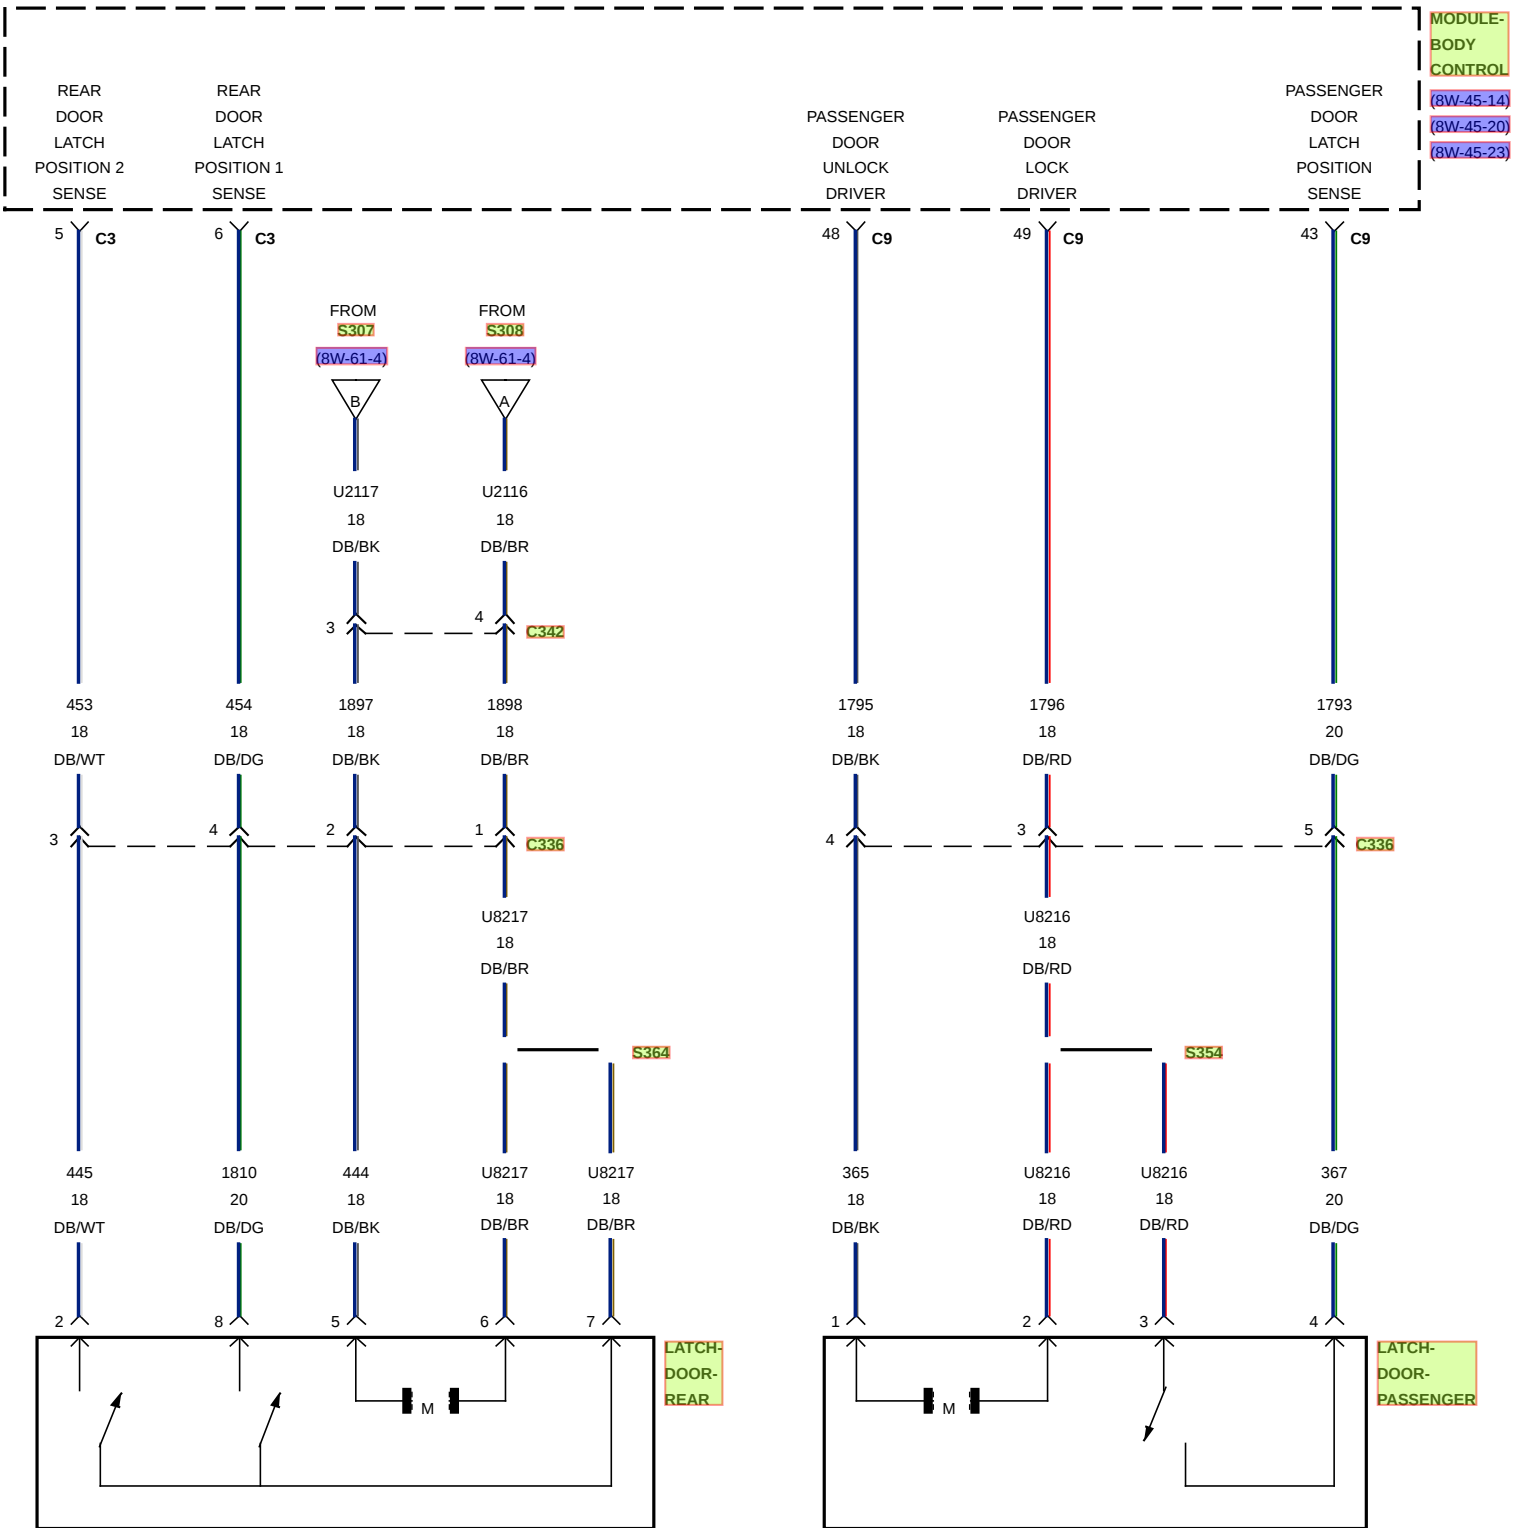 MODULE-
BODY
CONTROL
(8W-45-14)
(8W-45-20)
(8W-45-23)
REAR
DOOR
LATCH
POSITION 2
SENSE
REAR
DOOR
LATCH
POSITION 1
SENSE
PASSENGER
DOOR
UNLOCK
DRIVER
PASSENGER
DOOR
LOCK
DRIVER
PASSENGER
DOOR
LATCH
POSITION
SENSE
5 C3
6 C3
48 C9
49 C9
43 C9
FROM
S307
(8W-61-4)
B
FROM
S308
(8W-61-4)
A
U2117
18
DB/BK
U2116
18
DB/BR
3
4
C342
453
18
DB/WT
454
18
DB/DG
1897
18
DB/BK
1898
18
DB/BR
1795
18
DB/BK
1796
18
DB/RD
1793
20
DB/DG
3
4
2
1
C336
4
3
5
C336
U8217
18
DB/BR
U8216
18
DB/RD
S364
S354
445
18
DB/WT
1810
20
DB/DG
444
18
DB/BK
U8217
18
DB/BR
U8217
18
DB/BR
365
18
DB/BK
U8216
18
DB/RD
U8216
18
DB/RD
367
20
DB/DG
2
8
5
6
7
1
2
3
4
LATCH-
DOOR-
REAR
M
LATCH-
DOOR-
PASSENGER
M